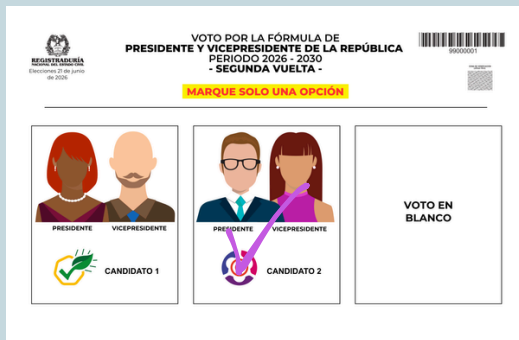 VOTO POR LA FÓRMULA DE
PRESIDENTE Y VICEPRESIDENTE DE LA REPÚBLICA
PERIODO 2026 - 2030
- SEGUNDA VUELTA -
REGISTRADURÍA
NACIONAL DEL ESTADO CIVIL
Elecciones 21 de junio
de 2026
99000001
MARQUE SOLO UNA OPCIÓN
PRESIDENTE VICEPRESIDENTE
CANDIDATO 1
PRESIDENTE VICEPRESIDENTE
CANDIDATO 2
VOTO EN
BLANCO